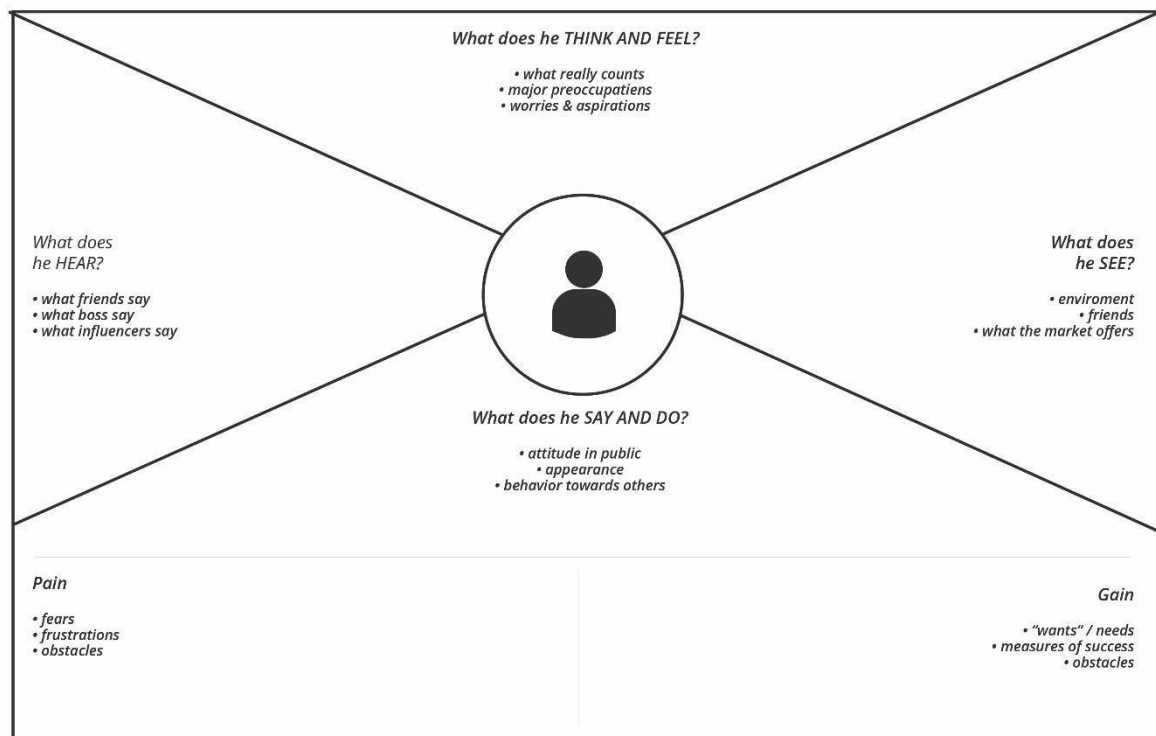 What does he THINK AND FEEL?
• what really counts
• major preoccupatiens
• worries & aspirations
What does
he HEAR?
• what friends say
• what boss say
• what influencers say
What does
he SEE?
• enviroment
• friends
• what the market offers
What does he SAY AND DO?
• attitude in public
• appearance
• behavior towards others
Pain
• fears
• frustrations
• obstacles
Gain
• “wants” / needs
• measures of success
• obstacles